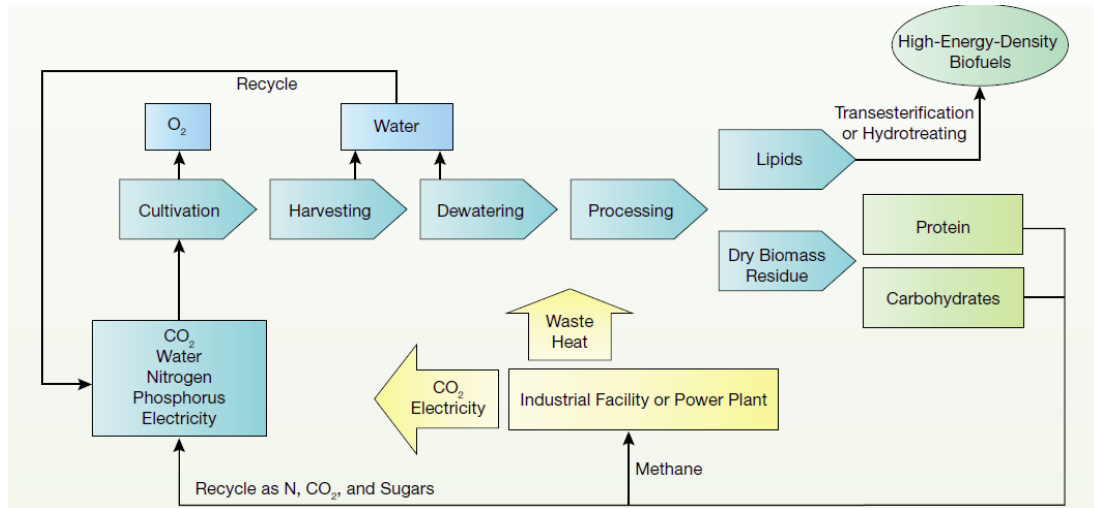 High-Energy-Density
Biofuels
Recycle
Transesterification
or Hydrotreating
O₂
Water
Lipids
Cultivation
Harvesting
Dewatering
Processing
Protein
Dry Biomass
Residue
Carbohydrates
Waste
Heat
CO₂
Water
Nitrogen
Phosphorus
Electricity
CO₂
Electricity
Industrial Facility or Power Plant
Methane
Recycle as N, CO₂, and Sugars